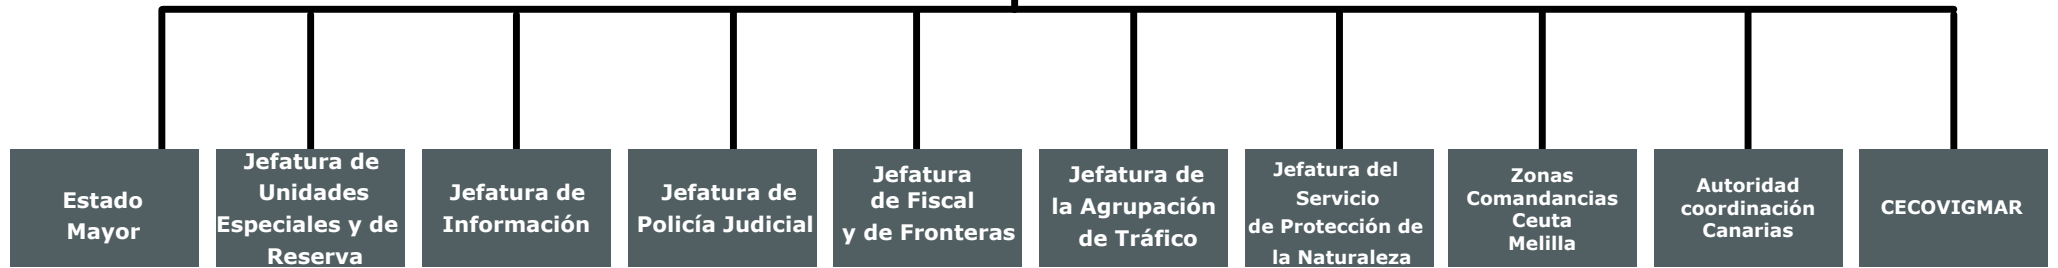 Estado
Mayor
Jefatura de
Unidades
Especiales y de
Reserva
Jefatura de
Información
Jefatura de
Policía Judicial
Jefatura
de Fiscal
y de Fronteras
Jefatura de
la Agrupación
de Tráfico
Jefatura del
Servicio
de Protección de
la Naturaleza
Zonas
Comandancias
Ceuta
Melilla
Autoridad
coordinación
Canarias
CECOVIGMAR